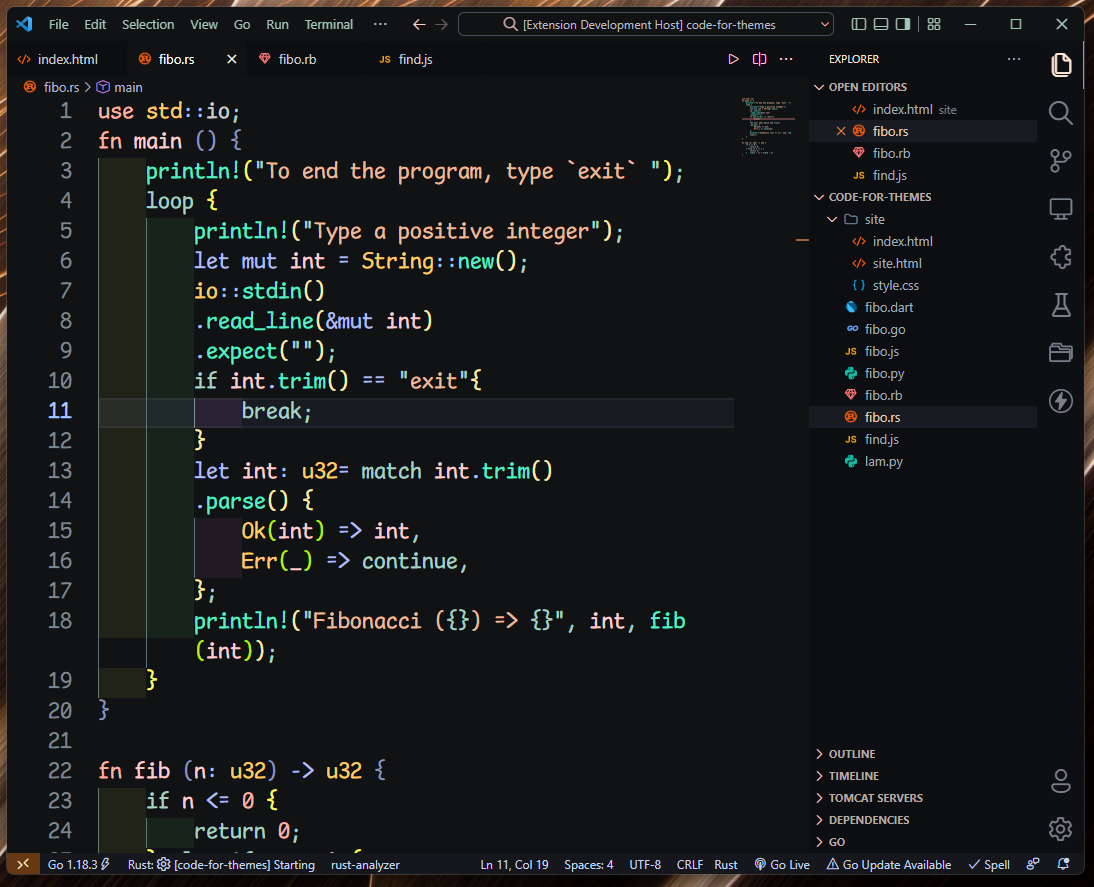 File Edit Selection View Go Run Terminal ··· [Extension Development Host] code-for-themes
index.html fibo.rs fibo.rb JS find.js
fibo.rs > main
1 use std::io;
2 fn main () {
3 println!("To end the program, type `exit` ");
4 loop {
5 println!("Type a positive integer");
6 let mut int = String::new();
7 io::stdin()
8 .read_line(&mut int)
9 .expect("");
10 if int.trim() == "exit"{
11 break;
12 }
13 let int: u32= match int.trim()
14 .parse() {
15 Ok(int) => int,
16 Err(_) => continue,
17 };
18 println!("Fibonacci ({}) => {}", int, fib
(int));
19 }
20 }
21
22 fn fib (n: u32) -> u32 {
23 if n <= 0 {
24 return 0;
EXPLORER ···
OPEN EDITORS
index.html site
fibo.rs
fibo.rb
JS find.js
CODE-FOR-THEMES
site
index.html
site.html
style.css
fibo.dart
GO fibo.go
JS fibo.js
fibo.py
fibo.rb
fibo.rs
JS find.js
lam.py
OUTLINE
TIMELINE
TOMCAT SERVERS
DEPENDENCIES
GO
Go 1.18.3 Rust: [code-for-themes] Starting rust-analyzer Ln 11, Col 19 Spaces: 4 UTF-8 CRLF Rust Go Live Go Update Available Spell